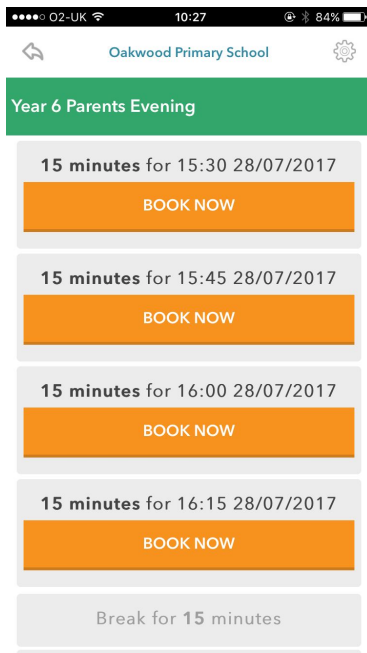 O2-UK 10:27 84%
Oakwood Primary School
Year 6 Parents Evening
15 minutes for 15:30 28/07/2017
BOOK NOW
15 minutes for 15:45 28/07/2017
BOOK NOW
15 minutes for 16:00 28/07/2017
BOOK NOW
15 minutes for 16:15 28/07/2017
BOOK NOW
Break for 15 minutes